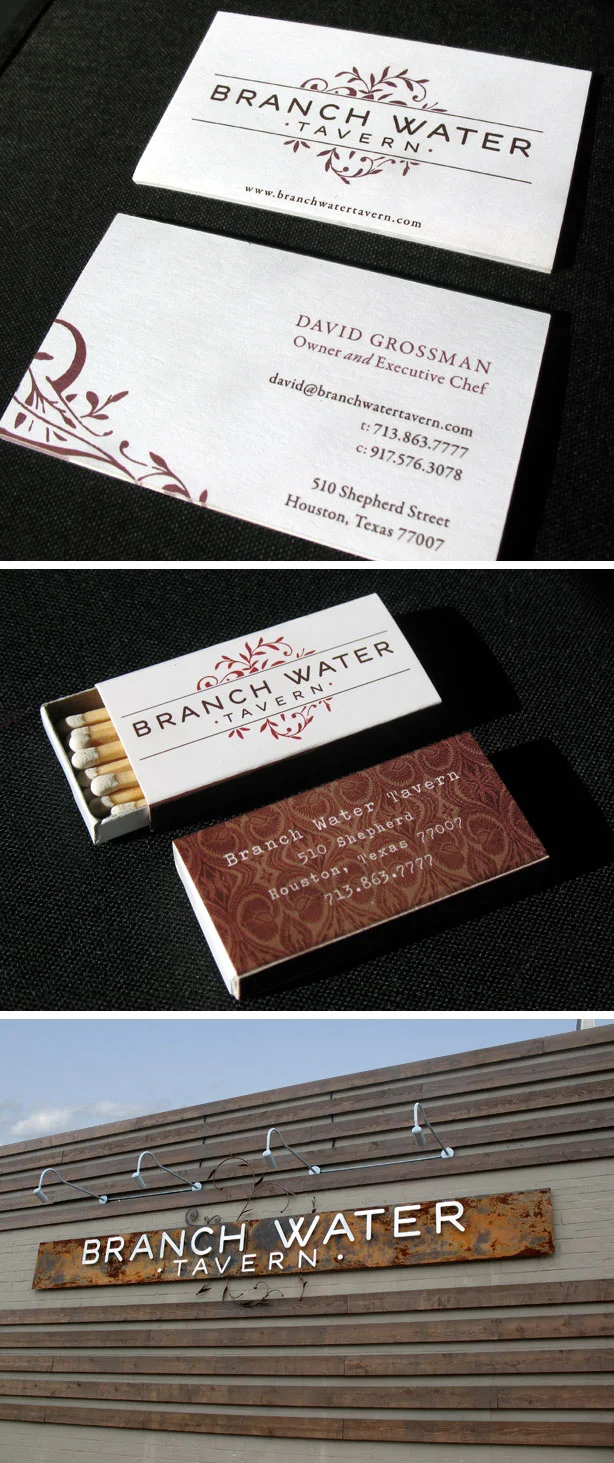 BRANCH WATER
·TAVERN·
www.branchwatertavern.com
DAVID GROSSMAN
Owner and Executive Chef
david@branchwatertavern.com
t: 713.863.7777
c: 917.576.3078
510 Shepherd Street
Houston, Texas 77007
BRANCH WATER
·TAVERN·
Branch Water Tavern
510 Shepherd
Houston, Texas 77007
713.863.7777
BRANCH WATER
·TAVERN·